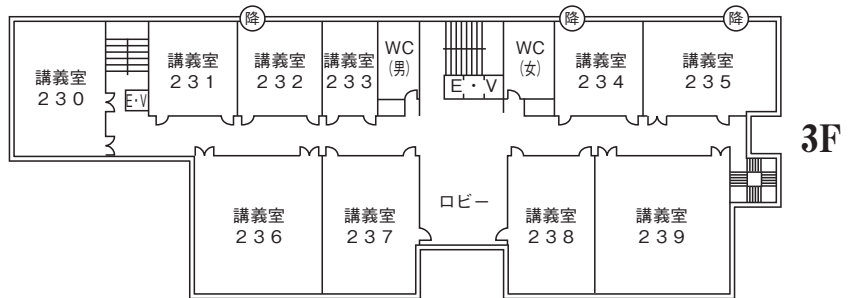 降
降
降
講義室
２３０
E・V
講義室
２３１
講義室
２３２
講義室
２３３
WC
(男)
E・V
WC
(女)
講義室
２３４
講義室
２３５
3F
講義室
２３６
講義室
２３７
ロビー
講義室
２３８
講義室
２３９